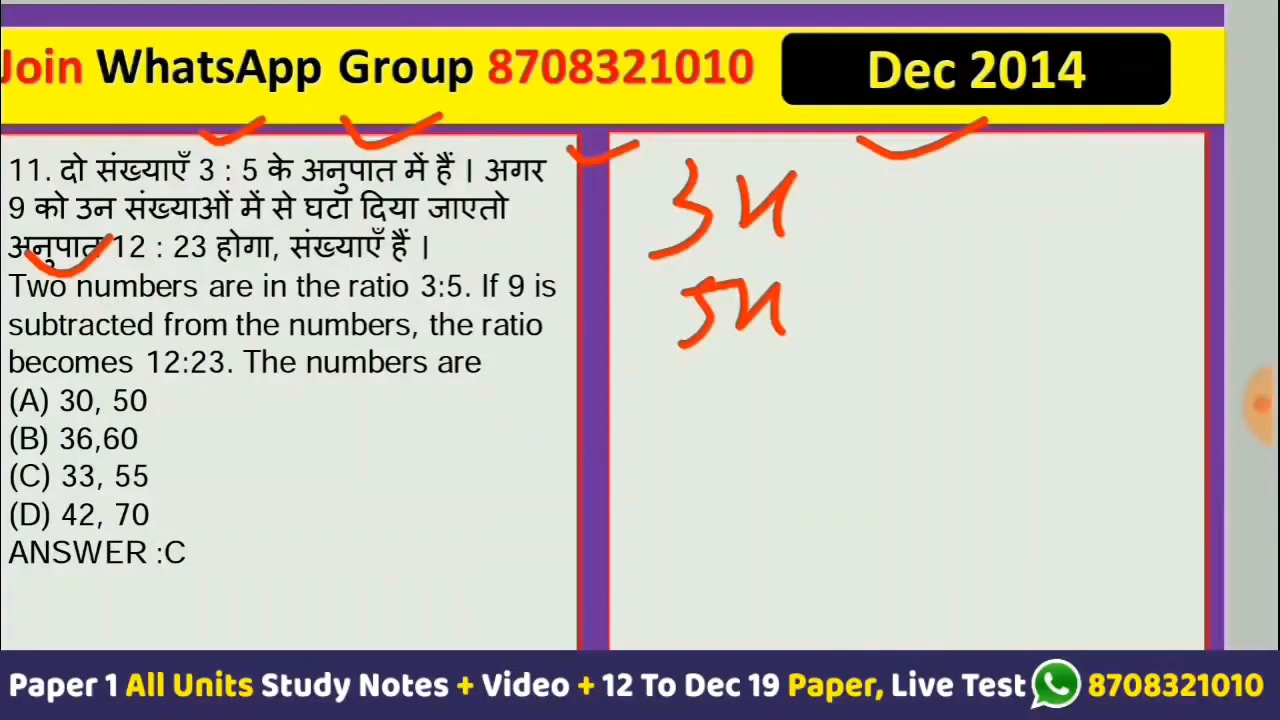 Join WhatsApp Group 8708321010
Dec 2014
11. दो संख्याएँ 3 : 5 के अनुपात में हैं । अगर
9 को उन संख्याओं में से घटा दिया जाएतो
अनुपात 12 : 23 होगा, संख्याएँ हैं ।
Two numbers are in the ratio 3:5. If 9 is
subtracted from the numbers, the ratio
becomes 12:23. The numbers are
(A) 30, 50
(B) 36,60
(C) 33, 55
(D) 42, 70
ANSWER :C
3x
5x
Paper 1 All Units Study Notes + Video + 12 To Dec 19 Paper, Live Test 8708321010